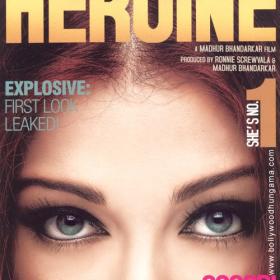 HEROINE
A MADHUR BHANDARKAR FILM
PRODUCED BY RONNIE SCREWVALA &
MADHUR BHANDARKAR
EXPLOSIVE:
FIRST LOOK
LEAKED!
SHE'S NO.1
www.bollywoodhungama.com